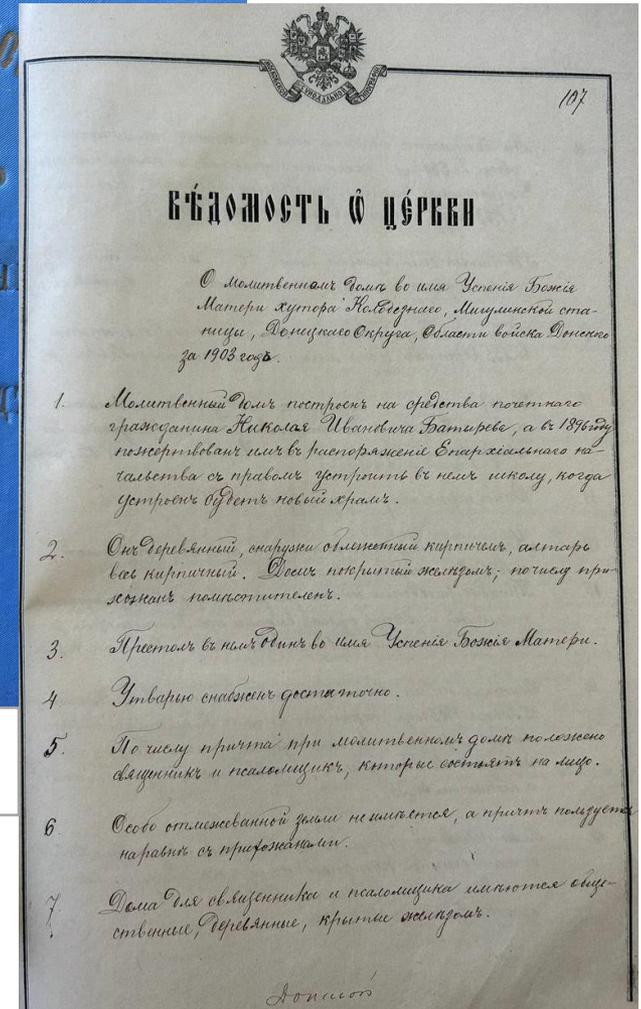 107
ВѢ́ДОМОСТЬ Ѽ ЦЕ́РКВИ
О молитвенномъ домѣ во имя Успенія Божія
Матери хутора Колодезнаго, Мигулинской ста-
ницы, Донецкаго Округа, Области войска Донского
за 1903 годъ.
1. Молитвенный домъ построенъ на средства почетнаго
гражданина Николая Ивановича Батырева, а въ 1896 году
пожертвованъ имъ въ распоряженіе Епархіальнаго на-
чальства съ правомъ устроить въ немъ школу, когда
устроенъ будетъ новый храмъ.
2. Онъ деревянный, снаружи обложенный кирпичемъ, алтарь
весь кирпичный. Домъ покрытый желѣзомъ; по числу при-
хожанъ помѣстителенъ.
3. Престолъ въ немъ одинъ во имя Успенія Божія Матери.
4 Утварью снабженъ достаточно.
5. По числу причта при молитвенномъ домѣ положено
священникъ и псаломщикъ, которые состоятъ на лицо.
6 Особо отмежеванной земли не имѣется, а причтъ пользуется
наравнѣ съ прихожанами.
7. Дома для священника и псаломщика имѣются обще-
ственные, деревянные, крытые желѣзомъ.